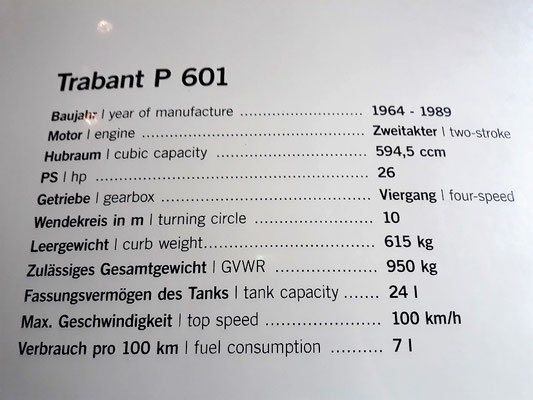 Trabant P 601
Baujahr | year of manufacture ........................... 1964 - 1989
Motor | engine ................................................ Zweitakter | two-stroke
Hubraum | cubic capacity ................................ 594,5 ccm
PS | hp .......................................................... 26
Getriebe | gearbox ........................................... Viergang | four-speed
Wendekreis in m | turning circle ........................ 10
Leergewicht | curb weight.................................. 615 kg
Zulässiges Gesamtgewicht | GVWR .................... 950 kg
Fassungsvermögen des Tanks | tank capacity ....... 24 l
Max. Geschwindigkeit | top speed ....................... 100 km/h
Verbrauch pro 100 km | fuel consumption .......... 7 l